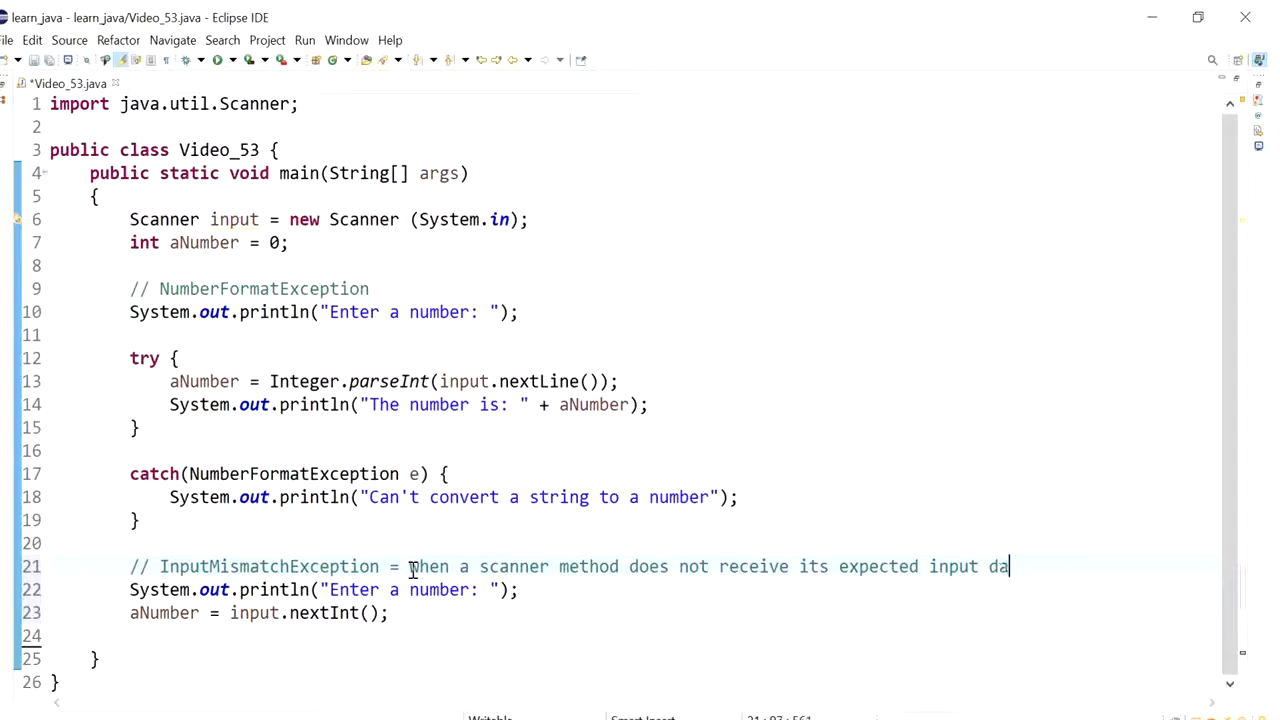 learn_java - learn_java/Video_53.java - Eclipse IDE
File Edit Source Refactor Navigate Search Project Run Window Help
*Video_53.java
1 import java.util.Scanner;
2
3 public class Video_53 {
4 public static void main(String[] args)
5 {
6 Scanner input = new Scanner (System.in);
7 int aNumber = 0;
8
9 // NumberFormatException
10 System.out.println("Enter a number: ");
11
12 try {
13 aNumber = Integer.parseInt(input.nextLine());
14 System.out.println("The number is: " + aNumber);
15 }
16
17 catch(NumberFormatException e) {
18 System.out.println("Can't convert a string to a number");
19 }
20
21 // InputMismatchException = when a scanner method does not receive its expected input da
22 System.out.println("Enter a number: ");
23 aNumber = input.nextInt();
24
25 }
26 }
Writable Smart Insert 21 : 97 : 561